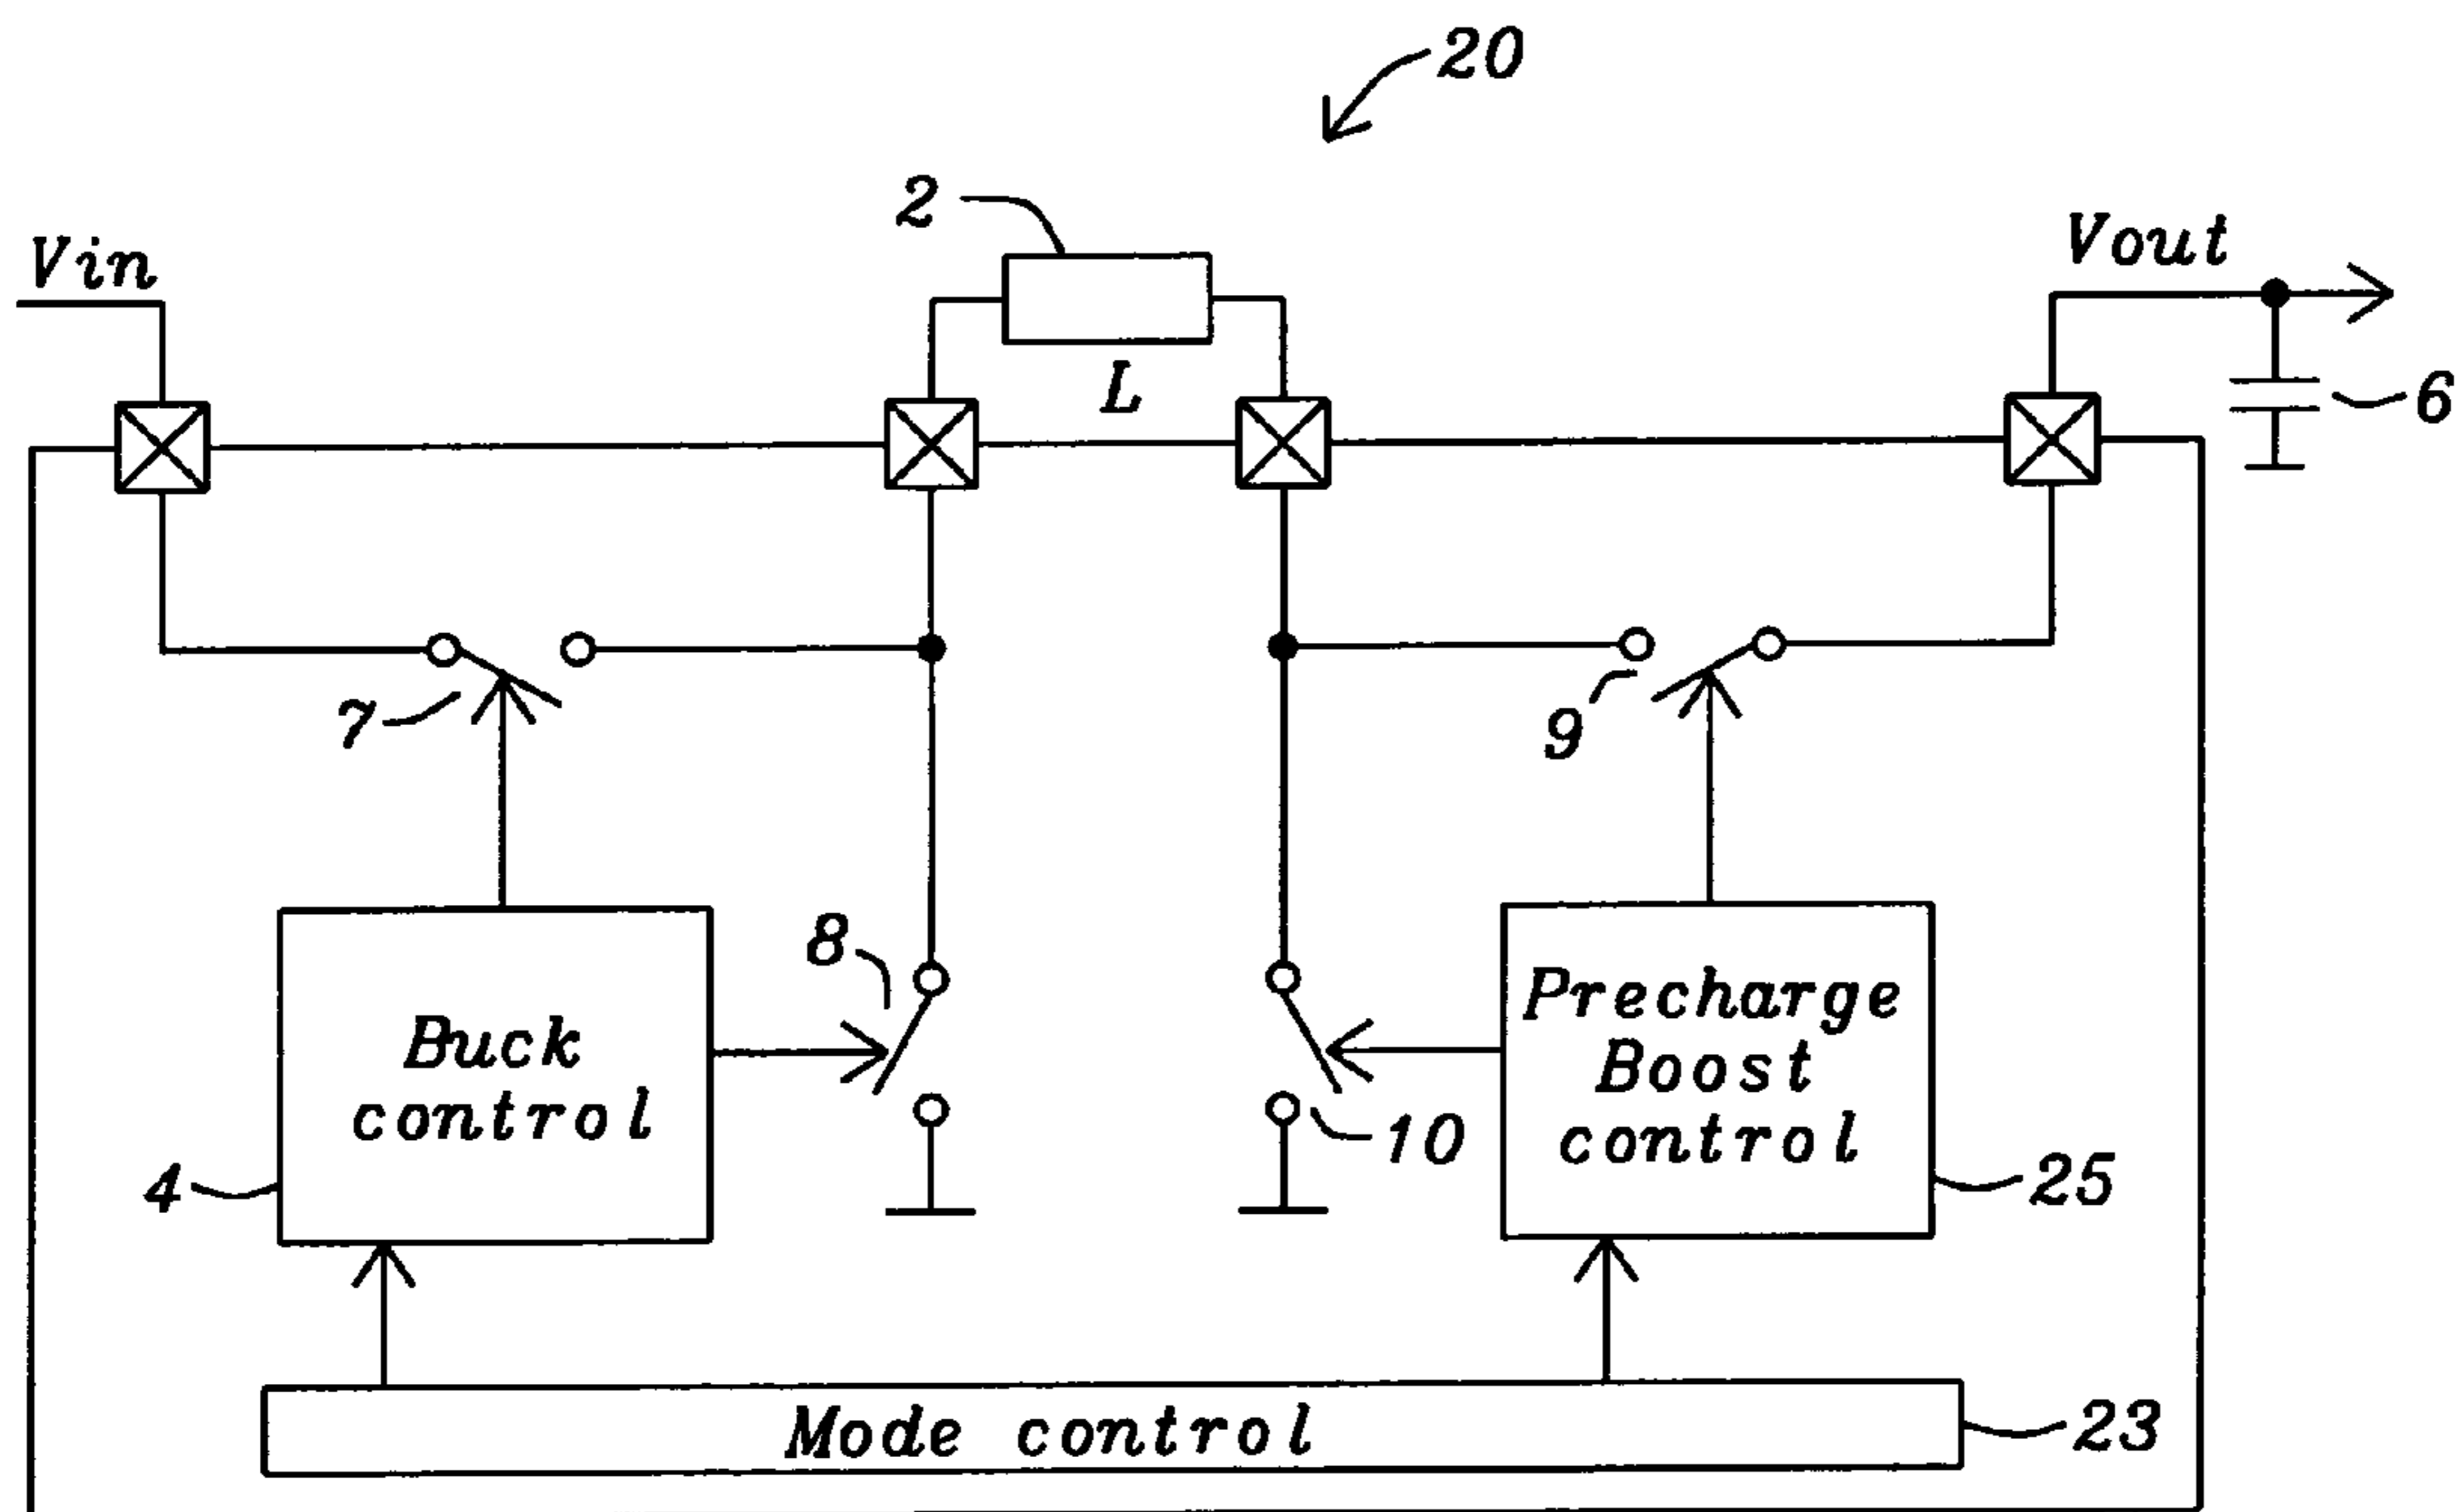 20
2
Vin
Vout
L
6
7
9
8
Buck
control
Precharge
Boost
control
10
4
25
Mode control
23